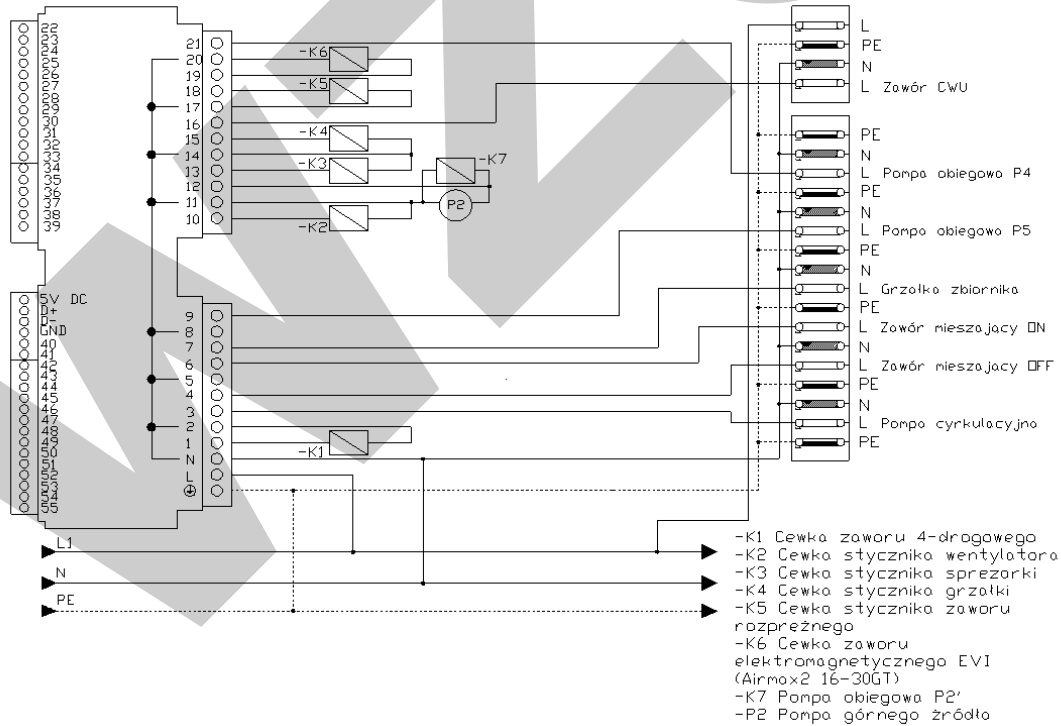 22
23
24
25
26
27
28
29
30
31
32
33
34
35
36
37
38
39
5V DC
D+
D-
GND
40
41
42
43
44
45
46
47
48
49
50
51
52
53
54
55
21
20
19
18
17
16
15
14
13
12
11
10
9
8
7
6
5
4
3
2
1
N
L
-K6
-K5
-K4
-K3
-K7
P2
-K2
-K1
L
PE
N
L Zawór CWU
PE
N
L Pompa obiegowa P4
PE
N
L Pompa obiegowa P5
PE
N
L Grzałka zbiornika
PE
L Zawór mieszajacy ON
N
L Zawór mieszajacy OFF
PE
N
L Pompa cyrkulacyjna
PE
L1
N
PE
-K1 Cewka zaworu 4-drogowego
-K2 Cewka stycznika wentylatora
-K3 Cewka stycznika sprezarki
-K4 Cewka stycznika grzałki
-K5 Cewka stycznika zaworu
rozprężnego
-K6 Cewka zaworu
elektromagnetycznego EVI
(Airmax2 16-30GT)
-K7 Pompa obiegowa P2'
-P2 Pompa górnego źródła